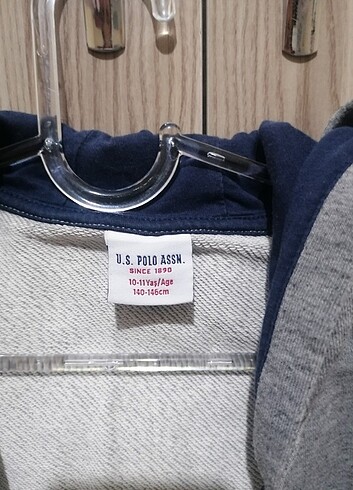 U.S. POLO ASSN.
SINCE 1890
10-11Yaş/Age
140-146cm